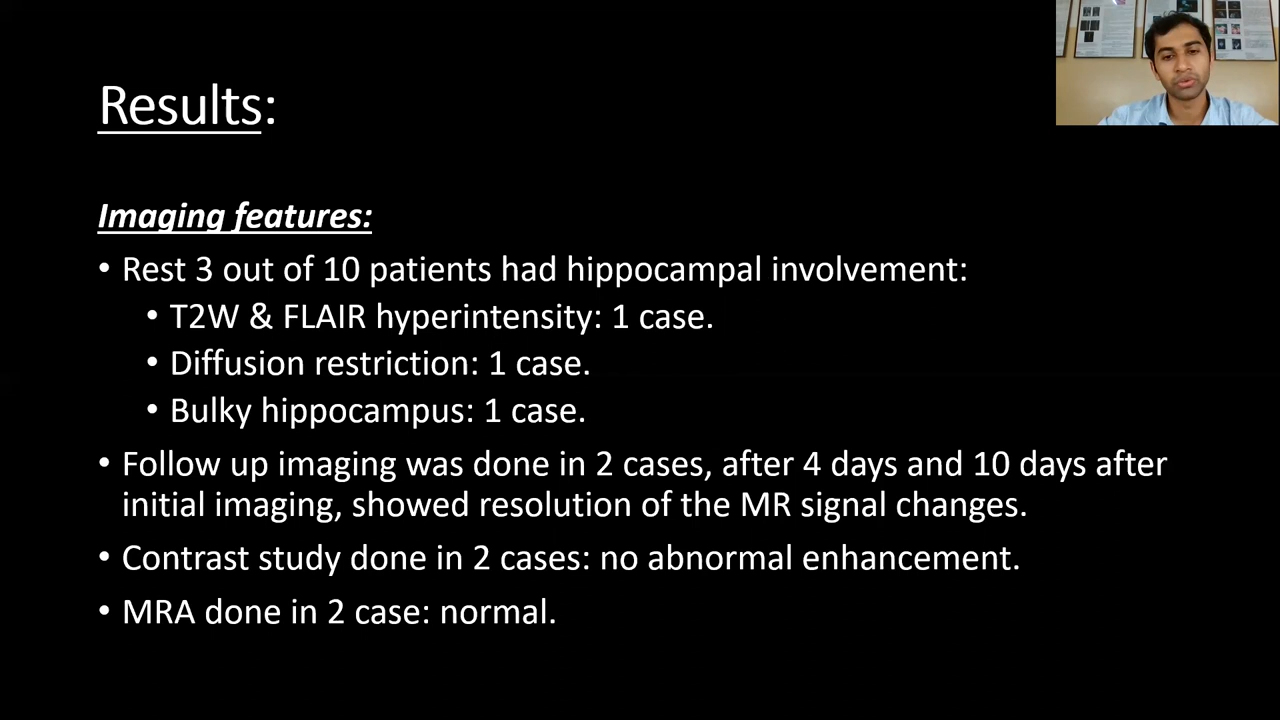 Results:
Imaging features:
• Rest 3 out of 10 patients had hippocampal involvement:
• T2W & FLAIR hyperintensity: 1 case.
• Diffusion restriction: 1 case.
• Bulky hippocampus: 1 case.
• Follow up imaging was done in 2 cases, after 4 days and 10 days after
initial imaging, showed resolution of the MR signal changes.
• Contrast study done in 2 cases: no abnormal enhancement.
• MRA done in 2 case: normal.